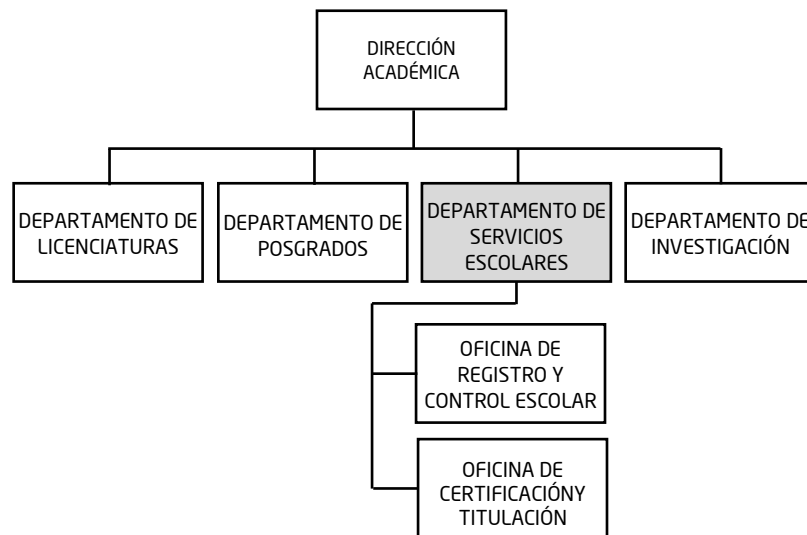 DIRECCIÓN
ACADÉMICA
DEPARTAMENTO DE
LICENCIATURAS
DEPARTAMENTO DE
POSGRADOS
DEPARTAMENTO DE
SERVICIOS
ESCOLARES
DEPARTAMENTO DE
INVESTIGACIÓN
OFICINA DE
REGISTRO Y
CONTROL ESCOLAR
OFICINA DE
CERTIFICACIÓNY
TITULACIÓN